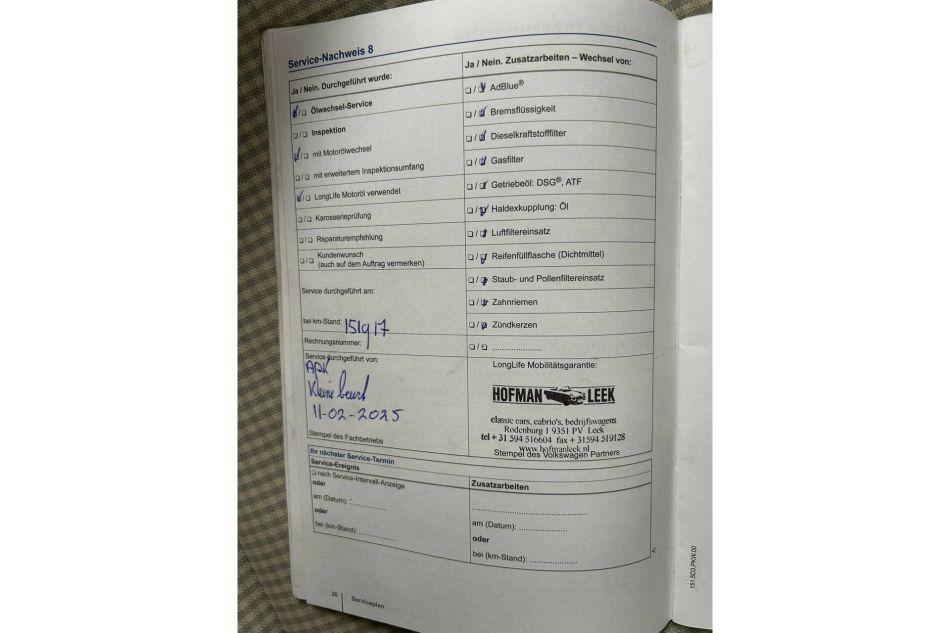 Service-Nachweis 8
Ja / Nein. Durchgeführt wurde:
Ölwechsel-Service
Inspektion
mit Motorölwechsel
mit erweitertem Inspektionsumfang
LongLife Motoröl verwendet
Karosserieprüfung
Reparaturempfehlung
Kundenwunsch
(auch auf dem Auftrag vermerken)
Service durchgeführt am:
bei km-Stand: 151917
Rechnungsnummer:
Service durchgeführt von:
APK
Kleine beurt
11-02-2025
Stempel des Fachbetriebs
Ja / Nein. Zusatzarbeiten – Wechsel von:
AdBlue®
Bremsflüssigkeit
Dieselkraftstofffilter
Gasfilter
Getriebeöl: DSG®, ATF
Haldexkupplung: Öl
Luftfiltereinsatz
Reifenfüllflasche (Dichtmittel)
Staub- und Pollenfiltereinsatz
Zahnriemen
Zündkerzen
......................
LongLife Mobilitätsgarantie:
HOFMAN LEEK
classic cars, cabrio's, bedrijfswagens
Rodenburg 1 9351 PV Leek
tel + 31 594 516604 fax + 31594 519128
www.hofmanleek.nl
Stempel des Volkswagen Partners
Ihr nächster Service-Termin
Service-Ereignis
nach Service-Intervall-Anzeige
oder
am (Datum): ................
oder
bei (km-Stand): ................
Zusatzarbeiten
................................................
am (Datum): ....................
oder
bei (km-Stand): ....................
20 Serviceplan
151.5D3.PKW.00